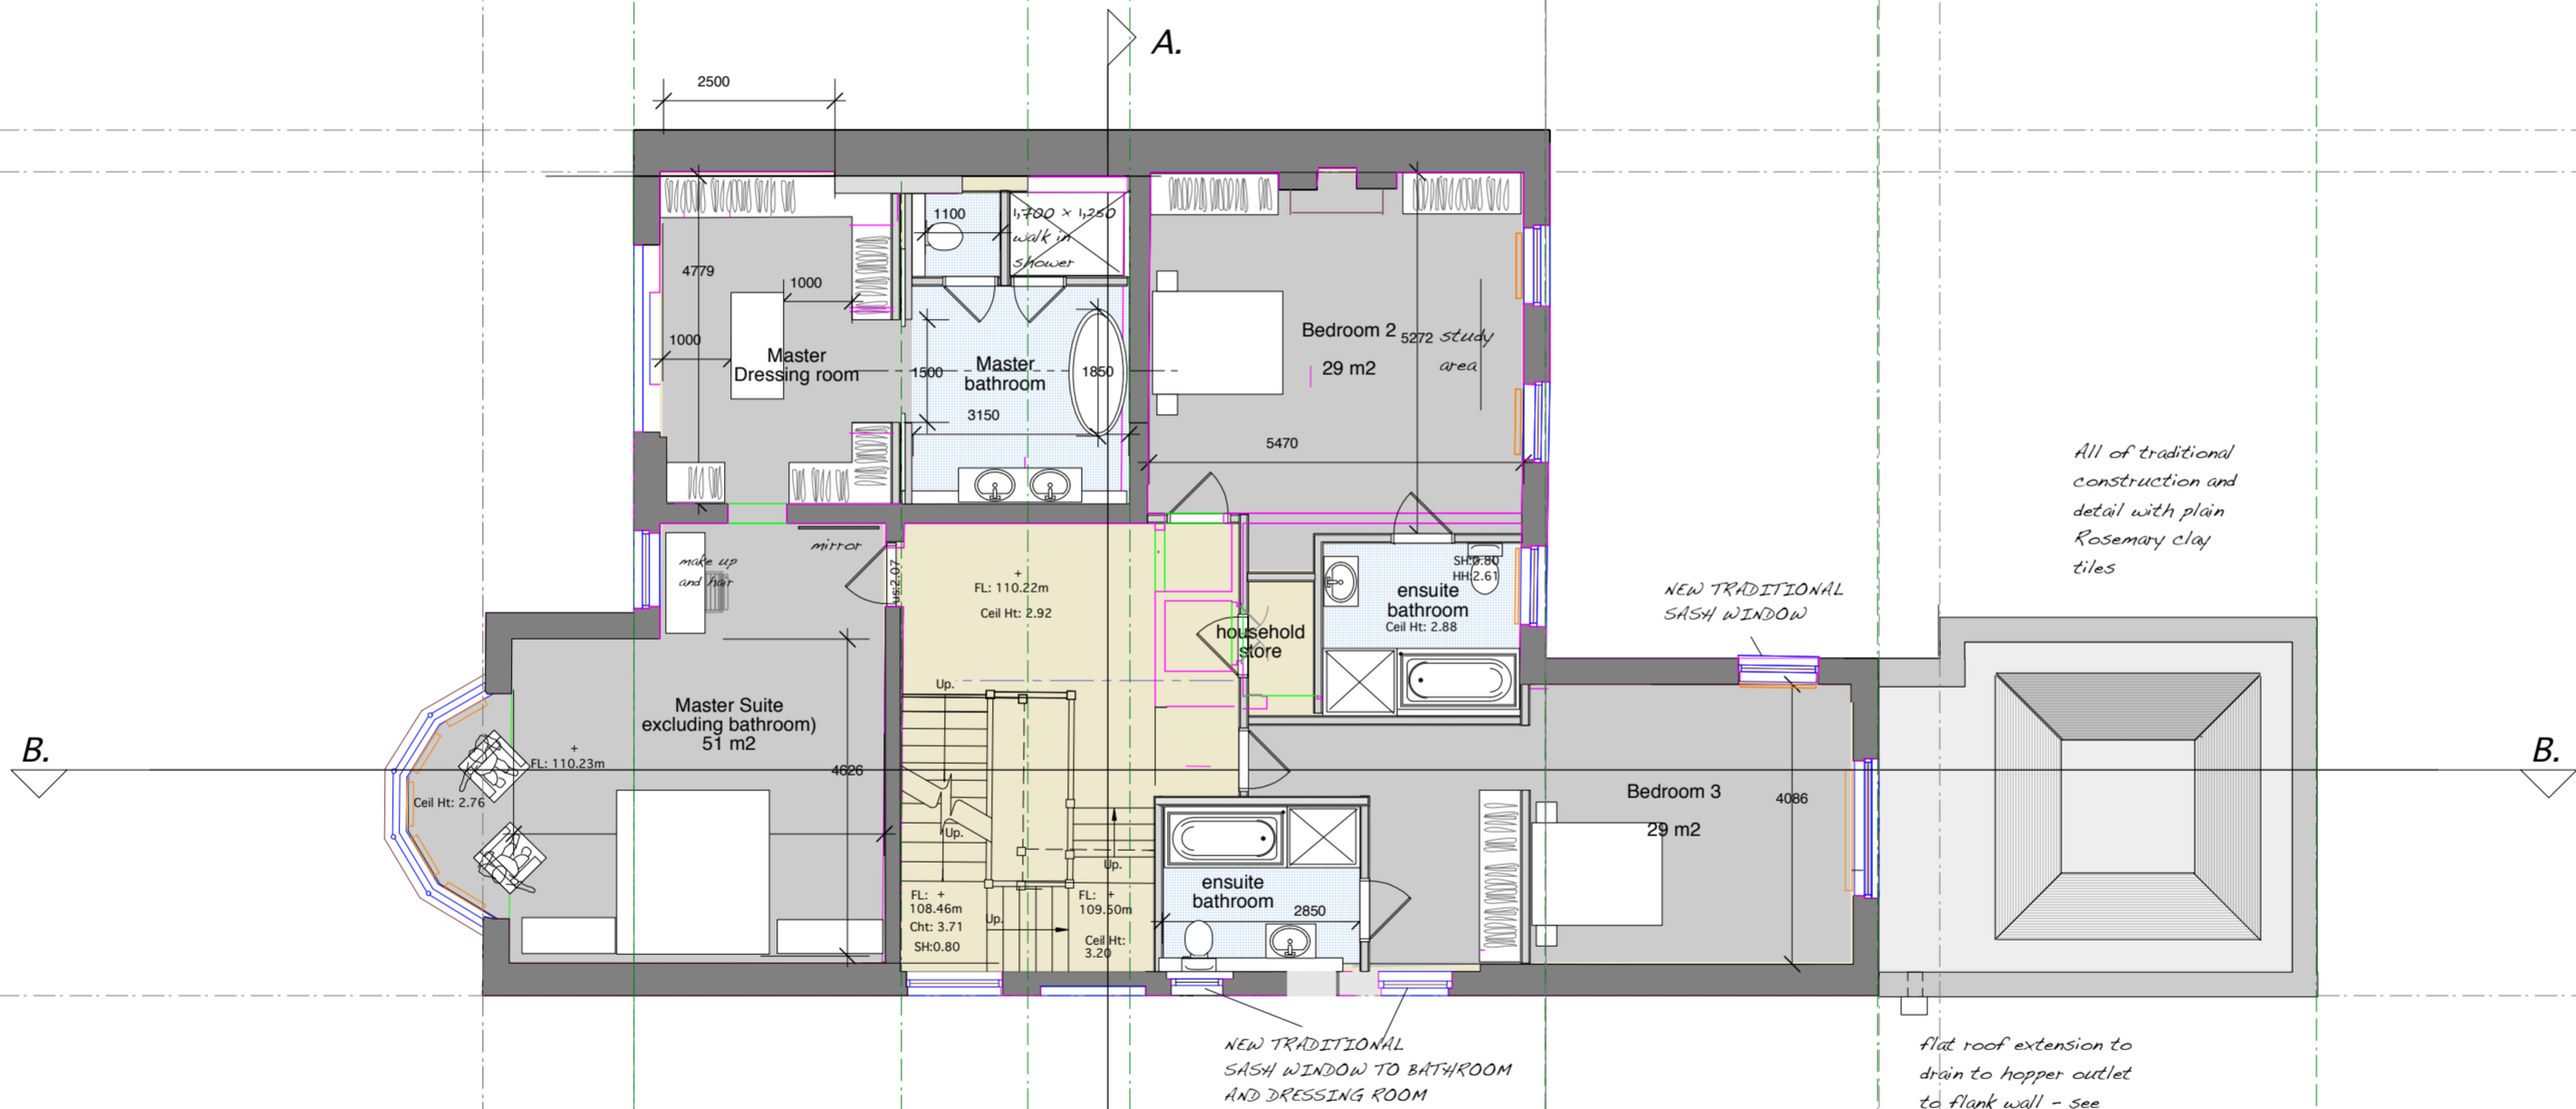 A.
2500
1100
1,700 x 1,250
walk in
shower
4779
1000
1000
Master
Dressing room
1500
Master
bathroom
1850
3150
Bedroom 2
5272
study
area
29 m2
5470
All of traditional
construction and
detail with plain
Rosemary clay
tiles
mirror
make up
and hair
us:2.07
FL: 110.22m
Ceil Ht: 2.92
SH:0.80
HH:2.61
ensuite
bathroom
Ceil Ht: 2.88
household
store
NEW TRADITIONAL
SASH WINDOW
Up.
Master Suite
excluding bathroom)
51 m2
B.
FL: 110.23m
4626
Ceil Ht: 2.76
Up.
Up.
Bedroom 3
4086
29 m2
B.
ensuite
bathroom
2850
FL:
108.46m
Cht: 3.71
SH:0.80
Up.
FL:
109.50m
Ceil Ht:
3.20
NEW TRADITIONAL
SASH WINDOW TO BATHROOM
AND DRESSING ROOM
flat roof extension to
drain to hopper outlet
to flank wall - see